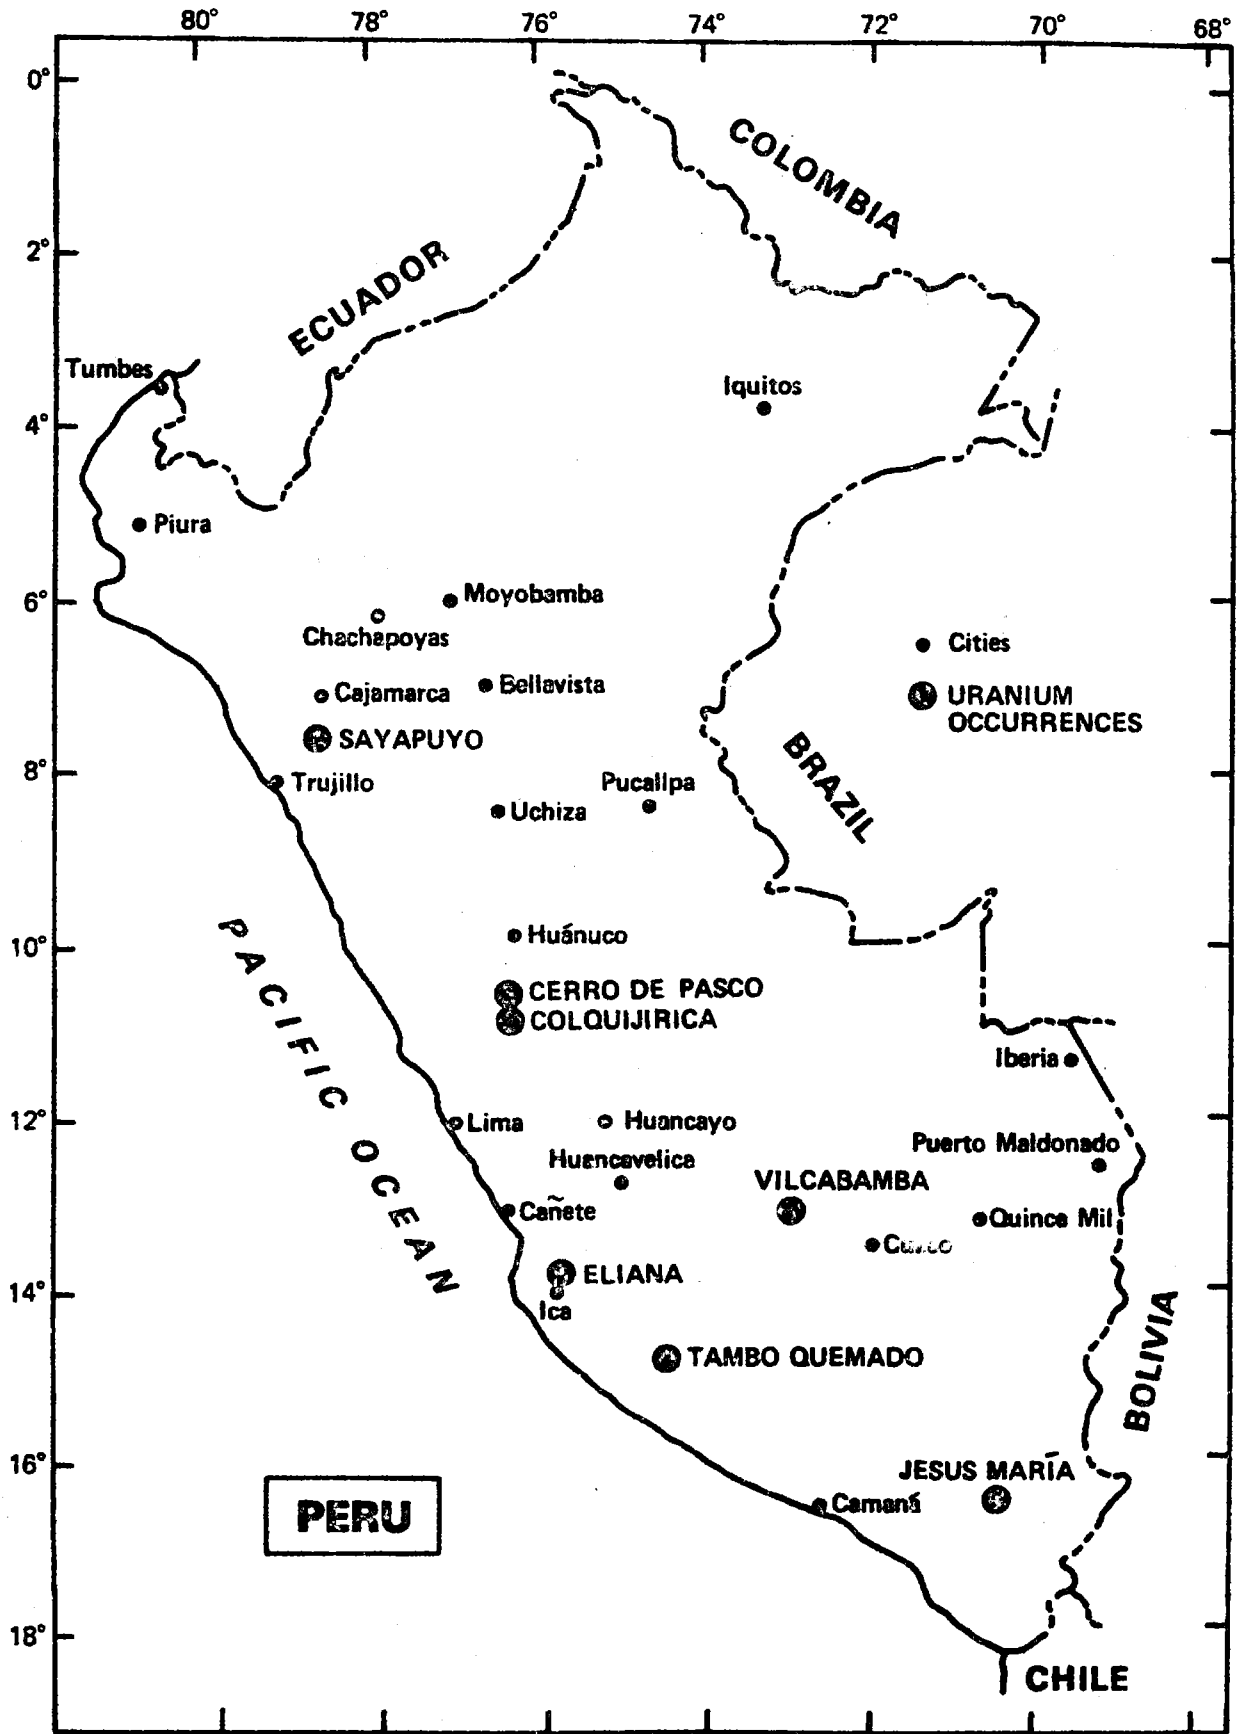 80° 78° 76° 74° 72° 70° 68°
0°
COLOMBIA
2°
ECUADOR
Tumbes
Iquitos
4°
Piura
6°
Moyobamba
Chachapoyas
Cities
Cajamarca
Bellavista
URANIUM
OCCURRENCES
SAYAPUYO
BRAZIL
8°
Trujillo
Pucallpa
Uchiza
PACIFIC OCEAN
Huánuco
10°
CERRO DE PASCO
COLQUIJIRICA
Iberia
12°
Lima
Huancayo
Puerto Maldonado
Huancavelica
VILCABAMBA
Cañete
Quince Mil
ELIANA
14°
Ica
BOLIVIA
TAMBO QUEMADO
16°
JESUS MARÍA
PERU
Camaná
18°
CHILE